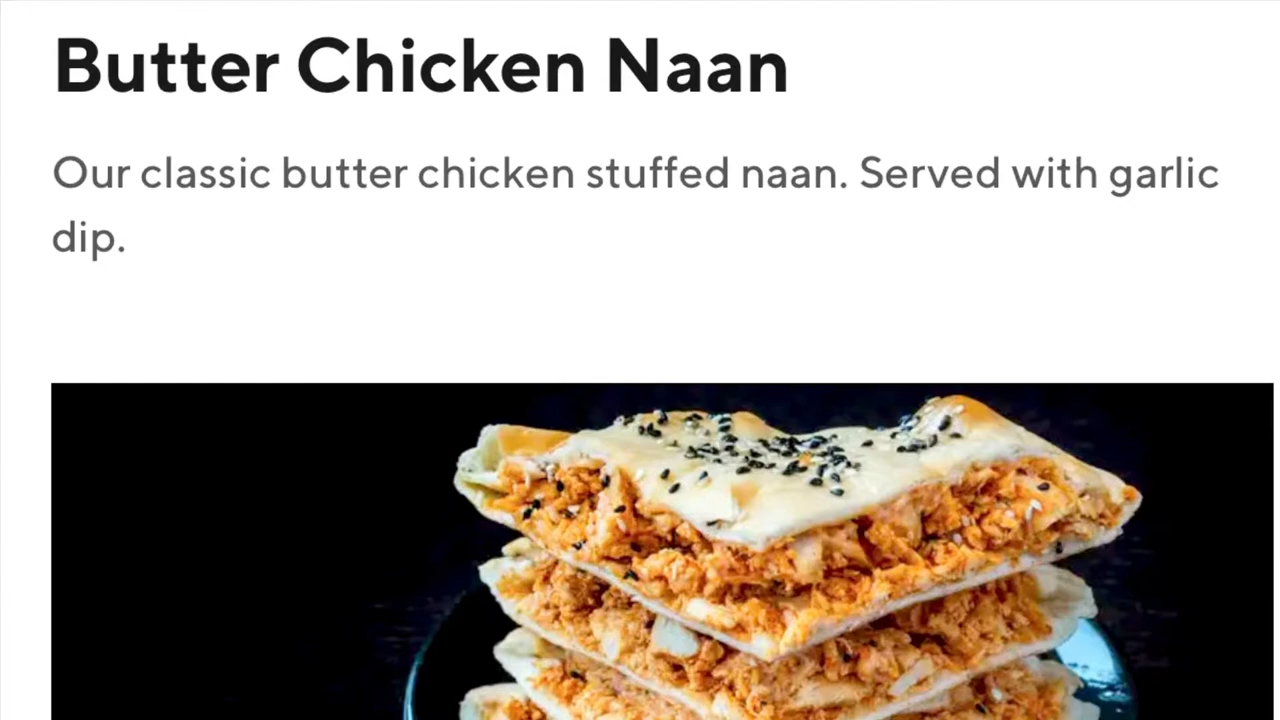 Butter Chicken Naan
Our classic butter chicken stuffed naan. Served with garlic
dip.